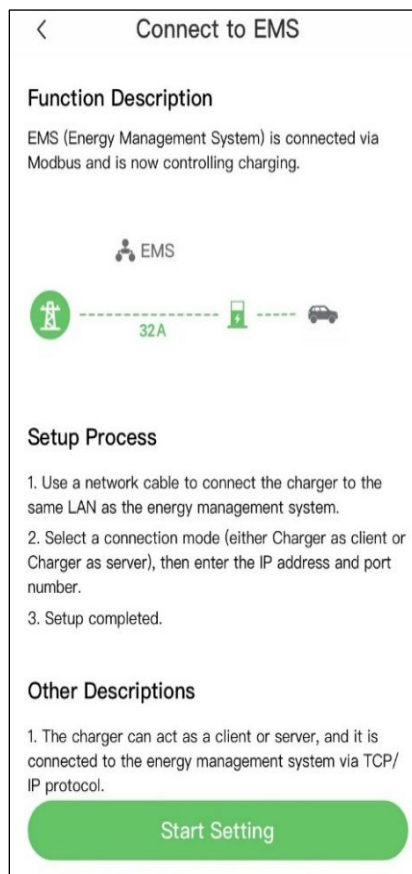 Connect to EMS
Function Description
EMS (Energy Management System) is connected via
Modbus and is now controlling charging.
EMS
32A
Setup Process
1. Use a network cable to connect the charger to the
same LAN as the energy management system.
2. Select a connection mode (either Charger as client or
Charger as server), then enter the IP address and port
number.
3. Setup completed.
Other Descriptions
1. The charger can act as a client or server, and it is
connected to the energy management system via TCP/
IP protocol.
Start Setting